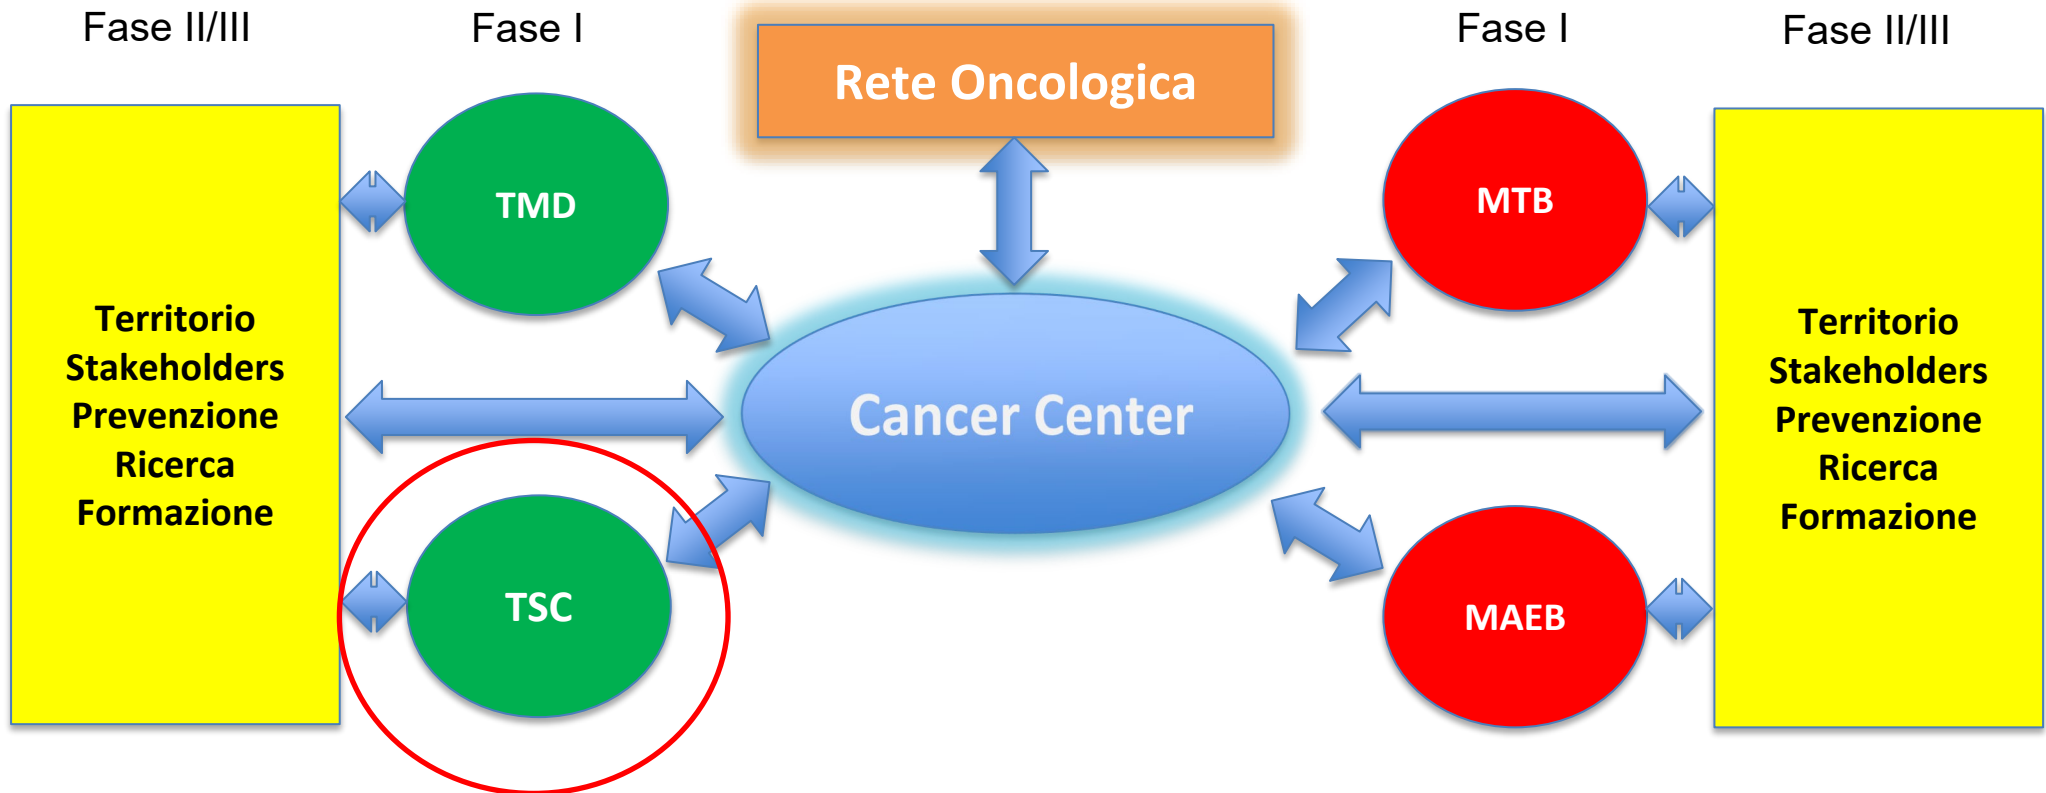 Fase II/III
Fase I
Fase I
Fase II/III
Rete Oncologica
TMD
MTB
Territorio
Stakeholders
Prevenzione
Ricerca
Formazione
Cancer Center
Territorio
Stakeholders
Prevenzione
Ricerca
Formazione
TSC
MAEB